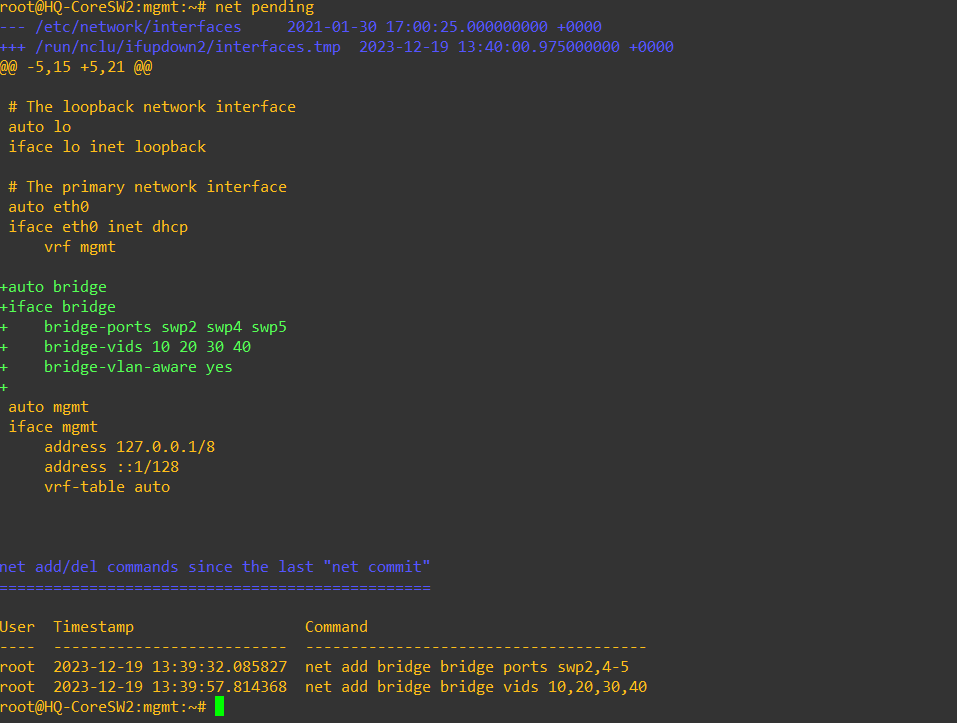 root@HQ-CoreSW2:mgmt:~# net pending
--- /etc/network/interfaces     2021-01-30 17:00:25.000000000 +0000
+++ /run/nclu/ifupdown2/interfaces.tmp  2023-12-19 13:40:00.975000000 +0000
@@ -5,15 +5,21 @@
 # The loopback network interface
 auto lo
 iface lo inet loopback
 # The primary network interface
 auto eth0
 iface eth0 inet dhcp
     vrf mgmt
+auto bridge
+iface bridge
+    bridge-ports swp2 swp4 swp5
+    bridge-vids 10 20 30 40
+    bridge-vlan-aware yes
+
 auto mgmt
 iface mgmt
     address 127.0.0.1/8
     address ::1/128
     vrf-table auto
net add/del commands since the last "net commit"
================================================
User  Timestamp                   Command
----  --------------------------  --------------------------------------
root  2023-12-19 13:39:32.085827  net add bridge bridge ports swp2,4-5
root  2023-12-19 13:39:57.814368  net add bridge bridge vids 10,20,30,40
root@HQ-CoreSW2:mgmt:~#